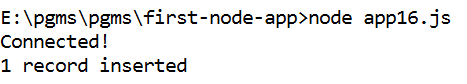 E:\pgms\pgms\first-node-app>node app16.js
Connected!
1 record inserted